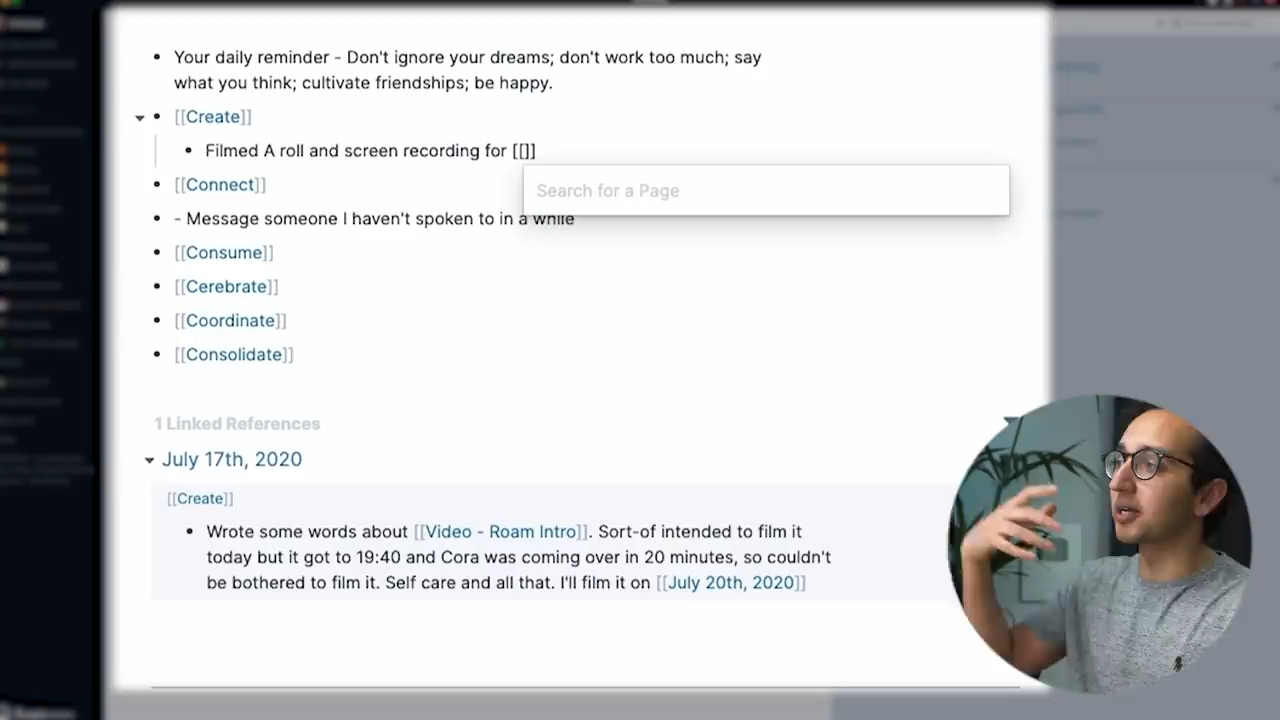 Your daily reminder - Don't ignore your dreams; don't work too much; say
what you think; cultivate friendships; be happy.
[[Create]]
Filmed A roll and screen recording for [[]]
Search for a Page
[[Connect]]
- Message someone I haven't spoken to in a while
[[Consume]]
[[Cerebrate]]
[[Coordinate]]
[[Consolidate]]
1 Linked References
July 17th, 2020
[[Create]]
Wrote some words about [[Video - Roam Intro]]. Sort-of intended to film it
today but it got to 19:40 and Cora was coming over in 20 minutes, so couldn't
be bothered to film it. Self care and all that. I'll film it on [[July 20th, 2020]]